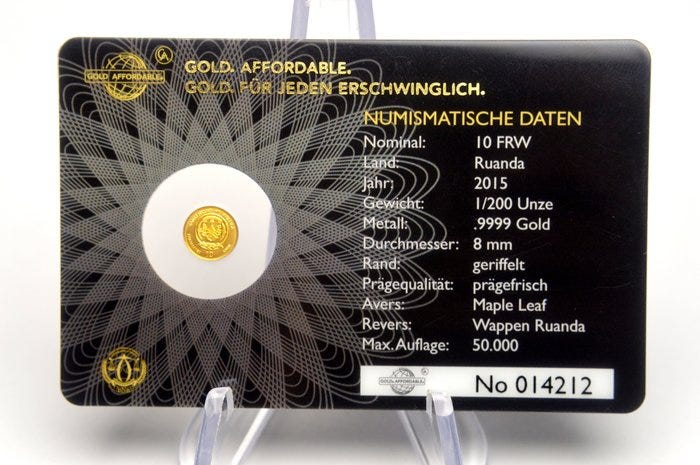 GOLD. AFFORDABLE.
GOLD. AFFORDABLE.
GOLD. FÜR JEDEN ERSCHWINGLICH.
NUMISMATISCHE DATEN
Nominal: 10 FRW
Land: Ruanda
Jahr: 2015
Gewicht: 1/200 Unze
Metall: .9999 Gold
Durchmesser: 8 mm
Rand: geriffelt
Prägequalität: prägefrisch
Avers: Maple Leaf
Revers: Wappen Ruanda
Max. Auflage: 50.000
GOLD. AFFORDABLE. No 014212